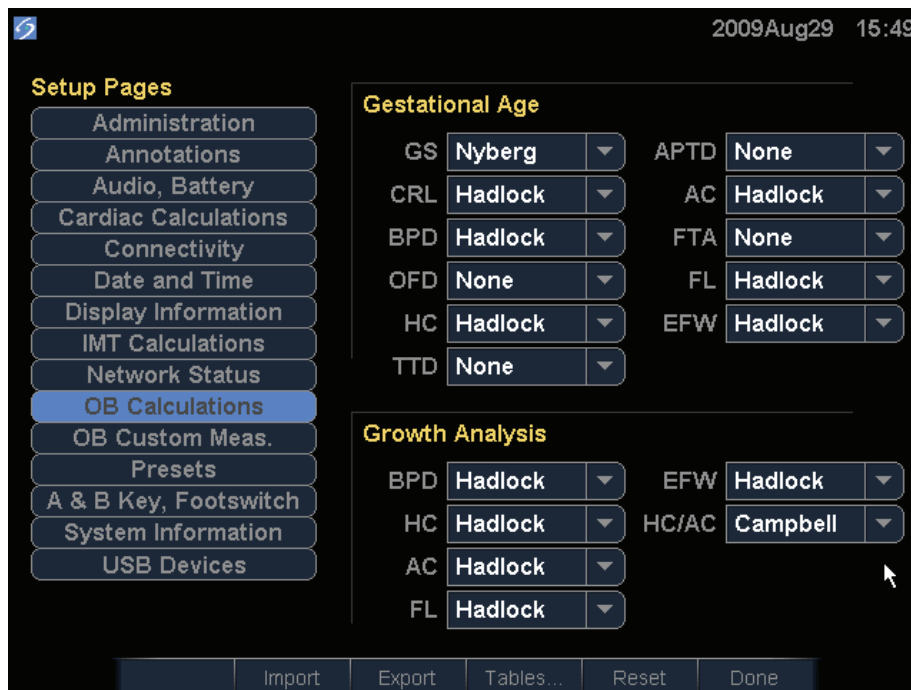 2009Aug29 15:49
Setup Pages
Administration
Annotations
Audio, Battery
Cardiac Calculations
Connectivity
Date and Time
Display Information
IMT Calculations
Network Status
OB Calculations
OB Custom Meas.
Presets
A & B Key, Footswitch
System Information
USB Devices
Gestational Age
GS Nyberg APTD None
CRL Hadlock AC Hadlock
BPD Hadlock FTA None
OFD None FL Hadlock
HC Hadlock EFW Hadlock
TTD None
Growth Analysis
BPD Hadlock EFW Hadlock
HC Hadlock HC/AC Campbell
AC Hadlock
FL Hadlock
Import Export Tables... Reset Done